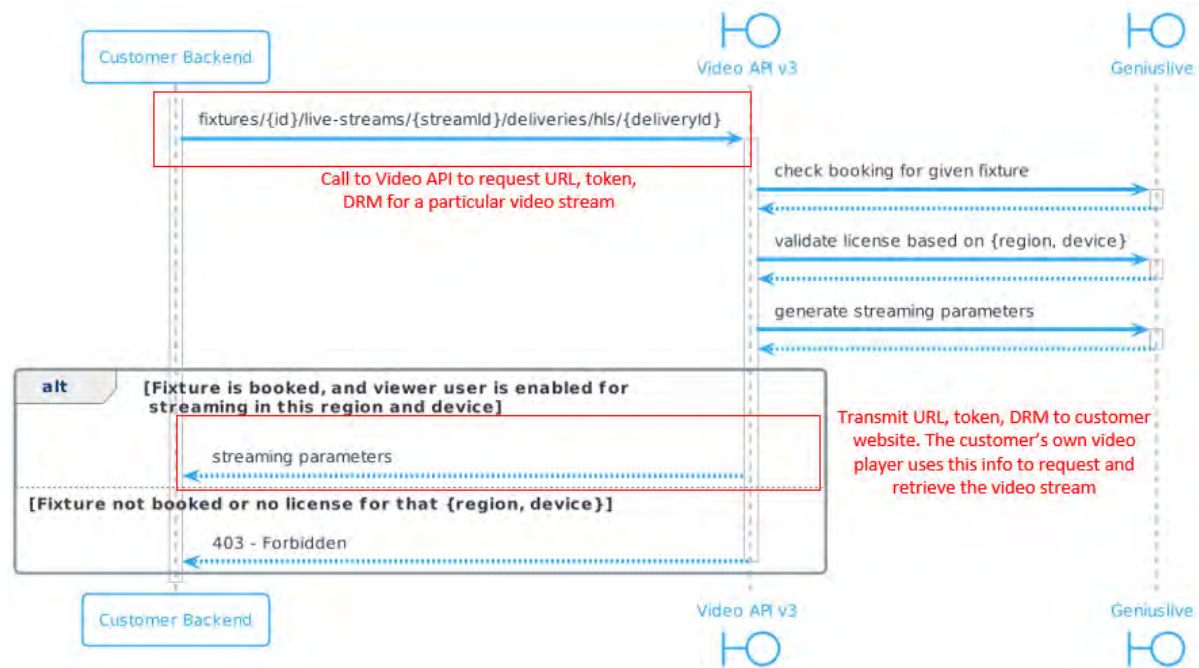 Customer Backend
Video API v3
Geniuslive
fixtures/{id}/live-streams/{streamId}/deliveries/hls/{deliveryId}
Call to Video API to request URL, token,
DRM for a particular video stream
check booking for given fixture
validate license based on {region, device}
generate streaming parameters
alt
[Fixture is booked, and viewer user is enabled for
streaming in this region and device]
Transmit URL, token, DRM to customer
website. The customer's own video
player uses this info to request and
retrieve the video stream
streaming parameters
[Fixture not booked or no license for that {region, device}]
403 - Forbidden
Customer Backend
Video API v3
Geniuslive